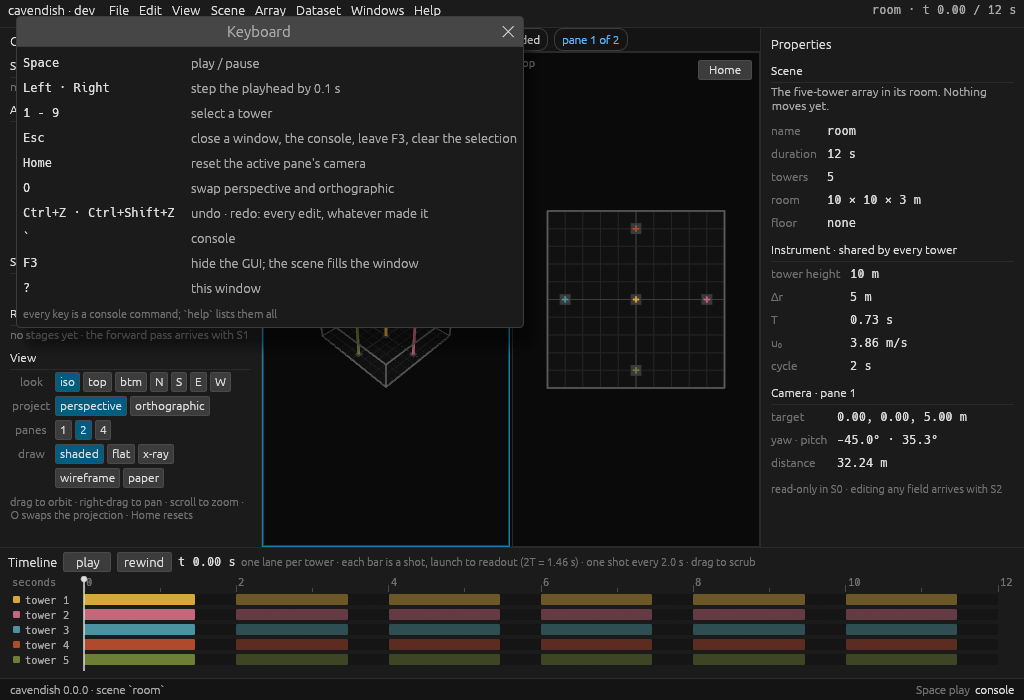 cavendish · dev File Edit View Scene Array Dataset Windows Help room · t 0.00 / 12 s
Keyboard
Space play / pause
Left · Right step the playhead by 0.1 s
1 - 9 select a tower
Esc close a window, the console, leave F3, clear the selection
Home reset the active pane's camera
O swap perspective and orthographic
Ctrl+Z · Ctrl+Shift+Z undo · redo: every edit, whatever made it
` console
F3 hide the GUI; the scene fills the window
? this window
every key is a console command; `help` lists them all
pane 1 of 2
Home
no stages yet · the forward pass arrives with S1
View
look iso top btm N S E W
project perspective orthographic
panes 1 2 4
draw shaded flat x-ray
wireframe paper
drag to orbit · right-drag to pan · scroll to zoom ·
O swaps the projection · Home resets
Properties
Scene
The five-tower array in its room. Nothing
moves yet.
name room
duration 12 s
towers 5
room 10 × 10 × 3 m
floor none
Instrument · shared by every tower
tower height 10 m
Δr 5 m
T 0.73 s
u₀ 3.86 m/s
cycle 2 s
Camera · pane 1
target 0.00, 0.00, 5.00 m
yaw · pitch -45.0° · 35.3°
distance 32.24 m
read-only in S0 · editing any field arrives with S2
Timeline play rewind t 0.00 s one lane per tower · each bar is a shot, launch to readout (2T = 1.46 s) · one shot every 2.0 s · drag to scrub
seconds 0 2 4 6 8 10 12
tower 1
tower 2
tower 3
tower 4
tower 5
cavendish 0.0.0 · scene `room` Space play console